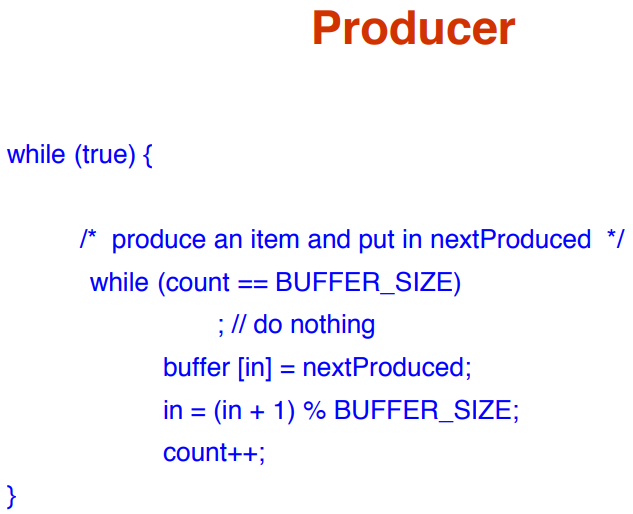 Producer
while (true) {
/* produce an item and put in nextProduced */
while (count == BUFFER_SIZE)
; // do nothing
buffer [in] = nextProduced;
in = (in + 1) % BUFFER_SIZE;
count++;
}